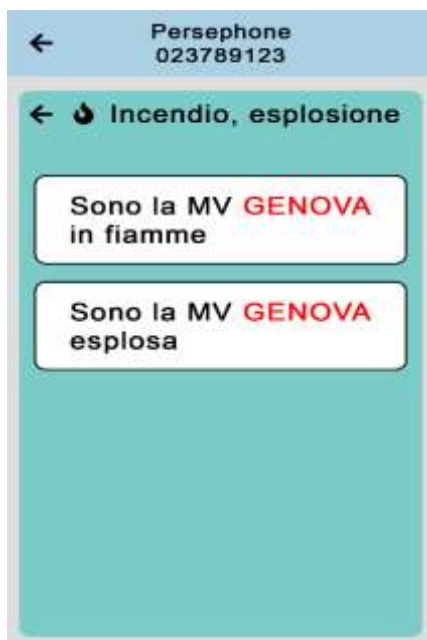 Persephone
023789123
Incendio, esplosione
Sono la MV GENOVA
in fiamme
Sono la MV GENOVA
esplosa